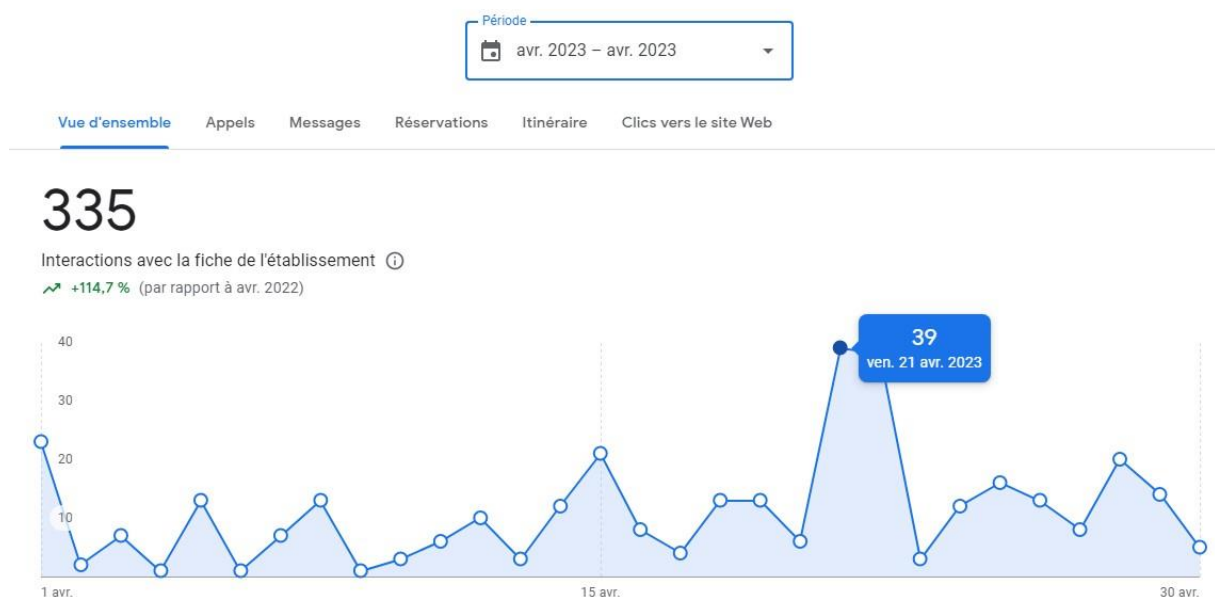 Période
avr. 2023 – avr. 2023
Vue d'ensemble Appels Messages Réservations Itinéraire Clics vers le site Web
335
Interactions avec la fiche de l'établissement
+114,7 % (par rapport à avr. 2022)
40
39
ven. 21 avr. 2023
30
20
10
1 avr. 15 avr. 30 avr.